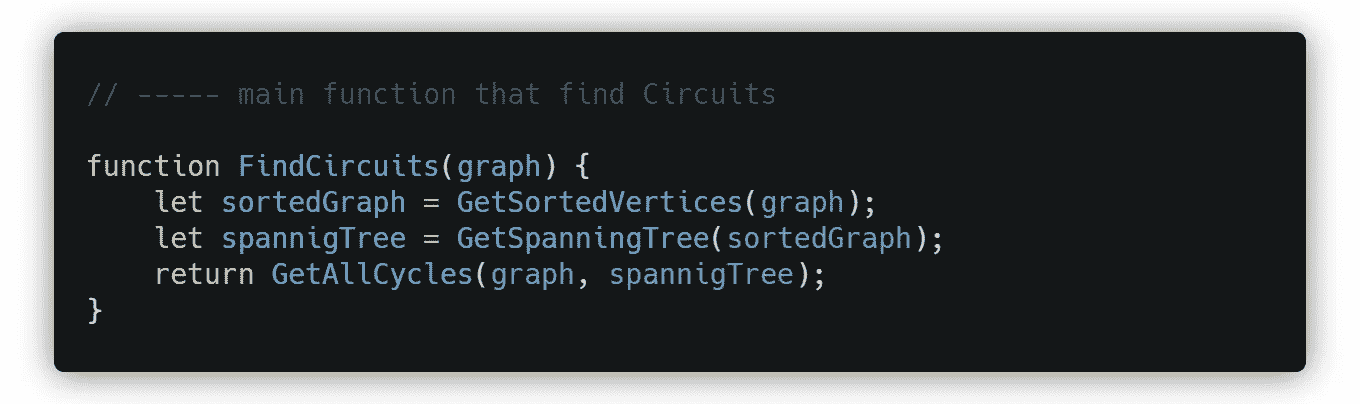 // ----- main function that find Circuits
function FindCircuits(graph) {
    let sortedGraph = GetSortedVertices(graph);
    let spannigTree = GetSpanningTree(sortedGraph);
    return GetAllCycles(graph, spannigTree);
}